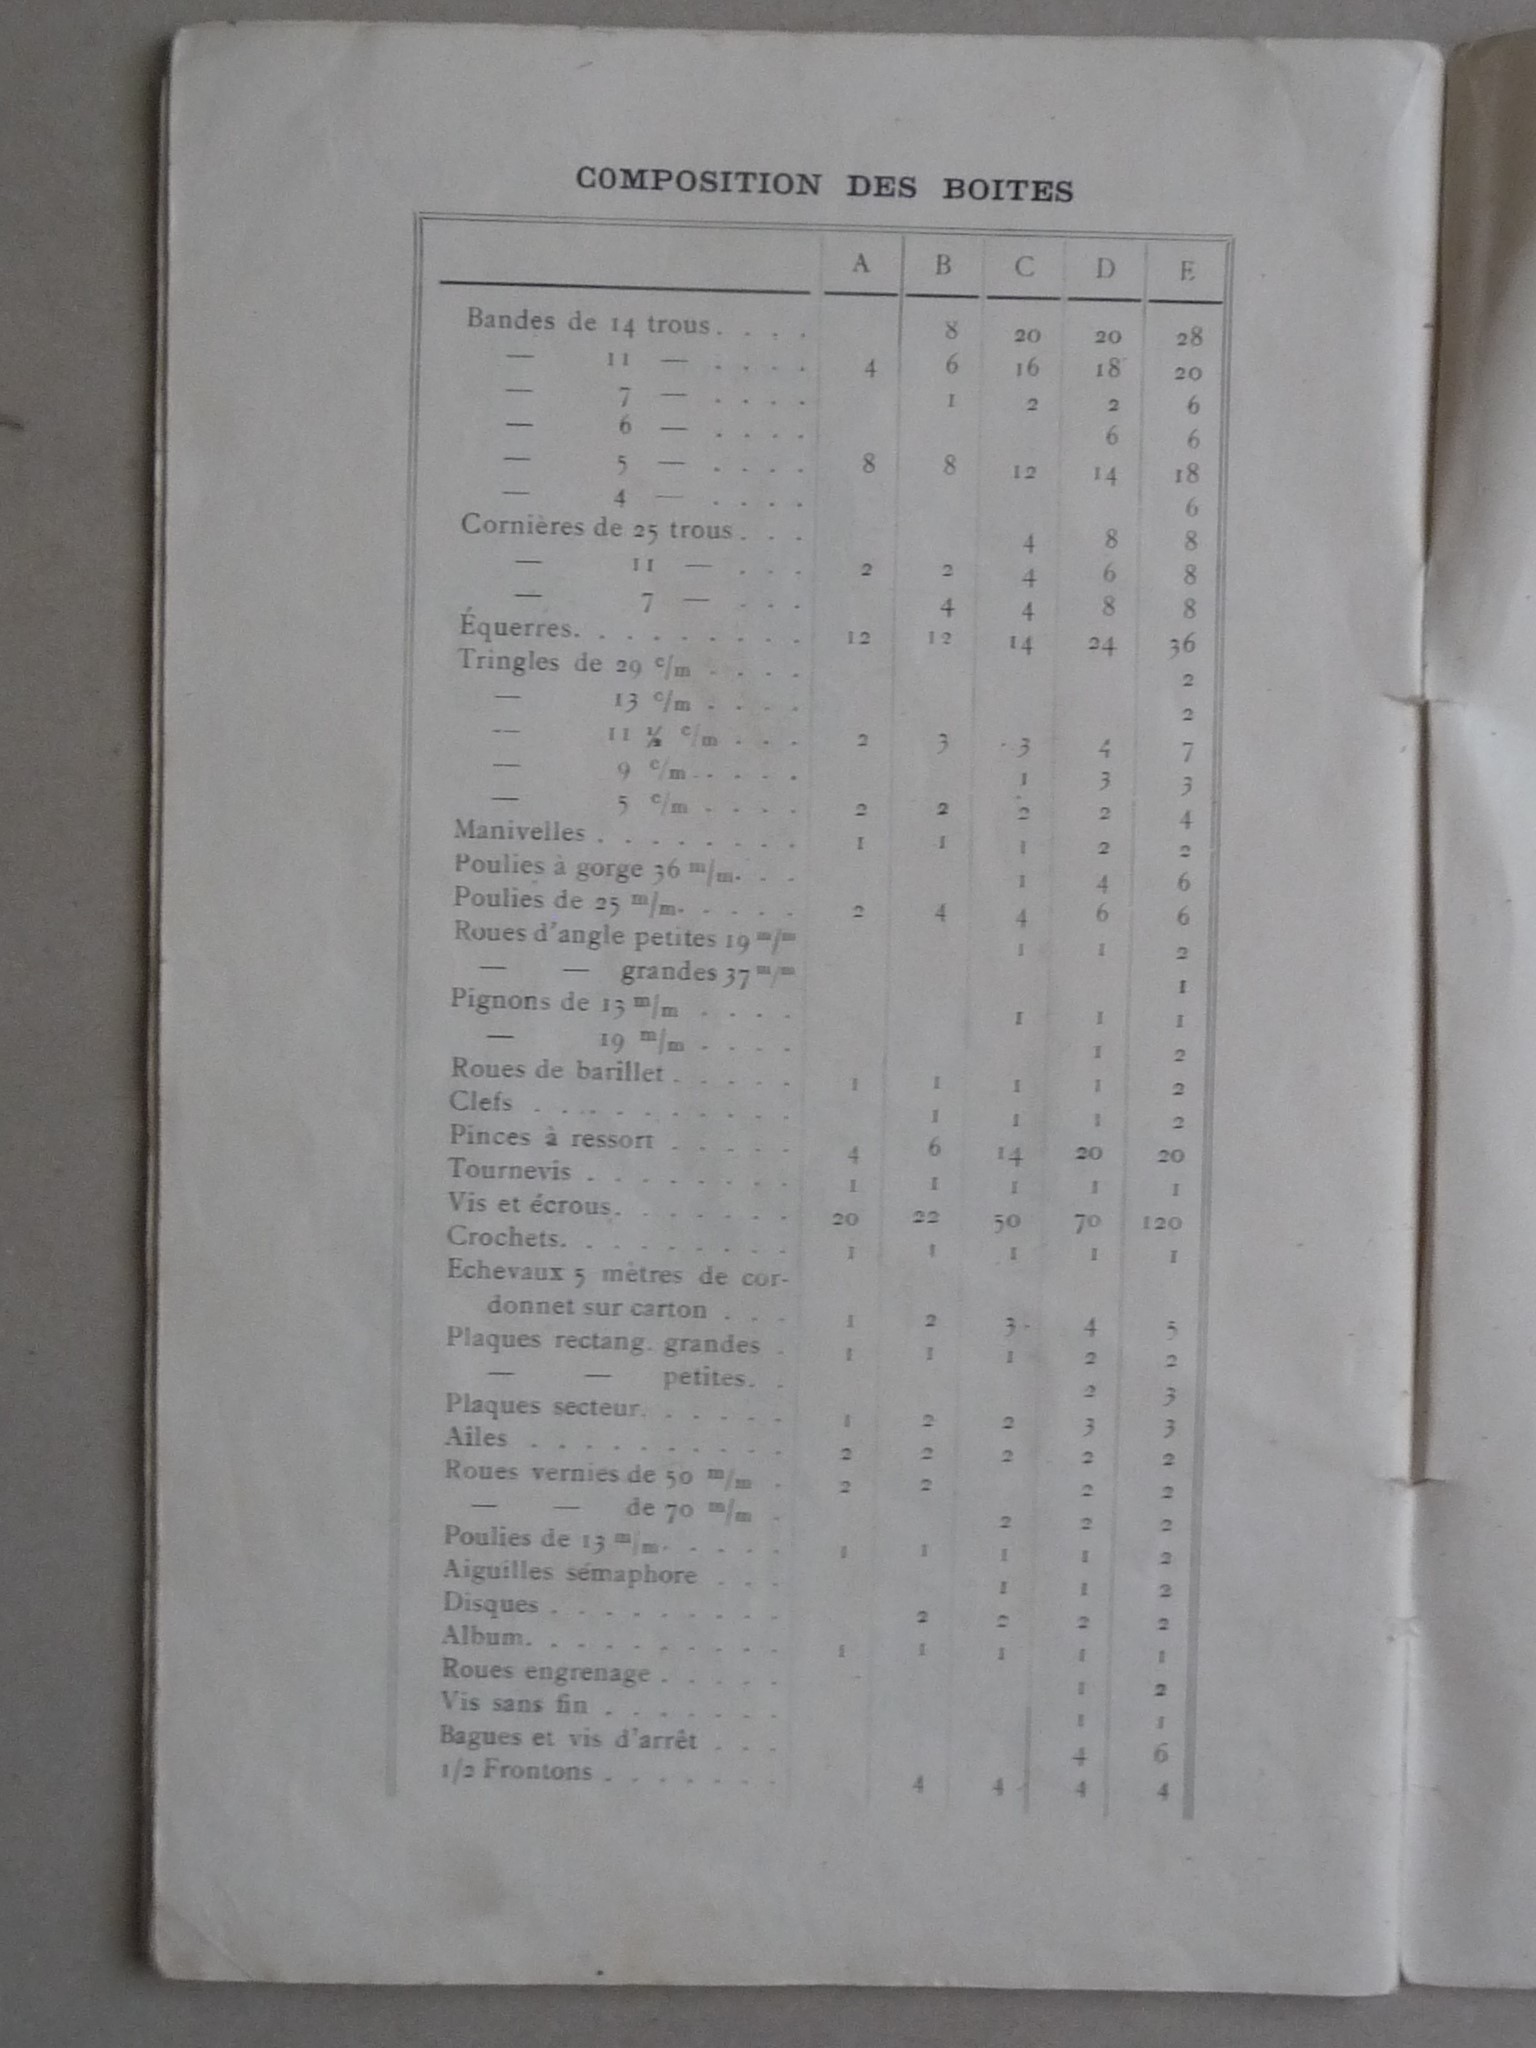 COMPOSITION DES BOITES
A B C D E
Bandes de 14 trous. . . . 8 20 20 28
— 11 — . . . . 4 6 16 18 20
— 7 — . . . . 1 2 2 6
— 6 — . . . . 6 6
— 5 — . . . . 8 8 12 14 18
— 4 — . . . . 6
Cornières de 25 trous. . . 4 8 8
— 11 — . . . 2 2 4 6 8
— 7 — . . . 4 4 8 8
Équerres. . . . . . . . . 12 12 14 24 36
Tringles de 29 c/m . . . . 2
— 13 c/m . . . . 2
— 11 ½ c/m . . . 2 3 3 4 7
— 9 c/m . . . . 1 3 3
— 5 c/m . . . . 2 2 2 2 4
Manivelles . . . . . . . . 1 1 1 2 2
Poulies à gorge 36 m/m. . . 1 4 6
Poulies de 25 m/m. . . . . 2 4 4 6 6
Roues d'angle petites 19 m/m 1 1 2
— — grandes 37 m/m 1
Pignons de 13 m/m . . . . 1 1 1
— 19 m/m . . . . 1 2
Roues de barillet . . . . . 1 1 1 1 2
Clefs . . . . . . . . . . 1 1 1 2
Pinces à ressort . . . . . 4 6 14 20 20
Tournevis . . . . . . . . 1 1 1 1 1
Vis et écrous. . . . . . . 20 22 50 70 120
Crochets. . . . . . . . . 1 1 1 1 1
Echevaux 5 mètres de cor-
donnet sur carton . . . 1 2 3 4 5
Plaques rectang. grandes . 1 1 1 2 2
— — petites. . 2 3
Plaques secteur. . . . . . 1 2 2 3 3
Ailes . . . . . . . . . . 2 2 2 2 2
Roues vernies de 50 m/m . 2 2 2 2
— — de 70 m/m . 2 2 2
Poulies de 13 m/m. . . . . 1 1 1 1 2
Aiguilles sémaphore . . . 1 1 2
Disques . . . . . . . . . 2 2 2 2
Album. . . . . . . . . . 1 1 1 1 1
Roues engrenage . . . . . 1 2
Vis sans fin . . . . . . . 1 1
Bagues et vis d'arrêt . . . 4 6
1/2 Frontons . . . . . . . 4 4 4 4